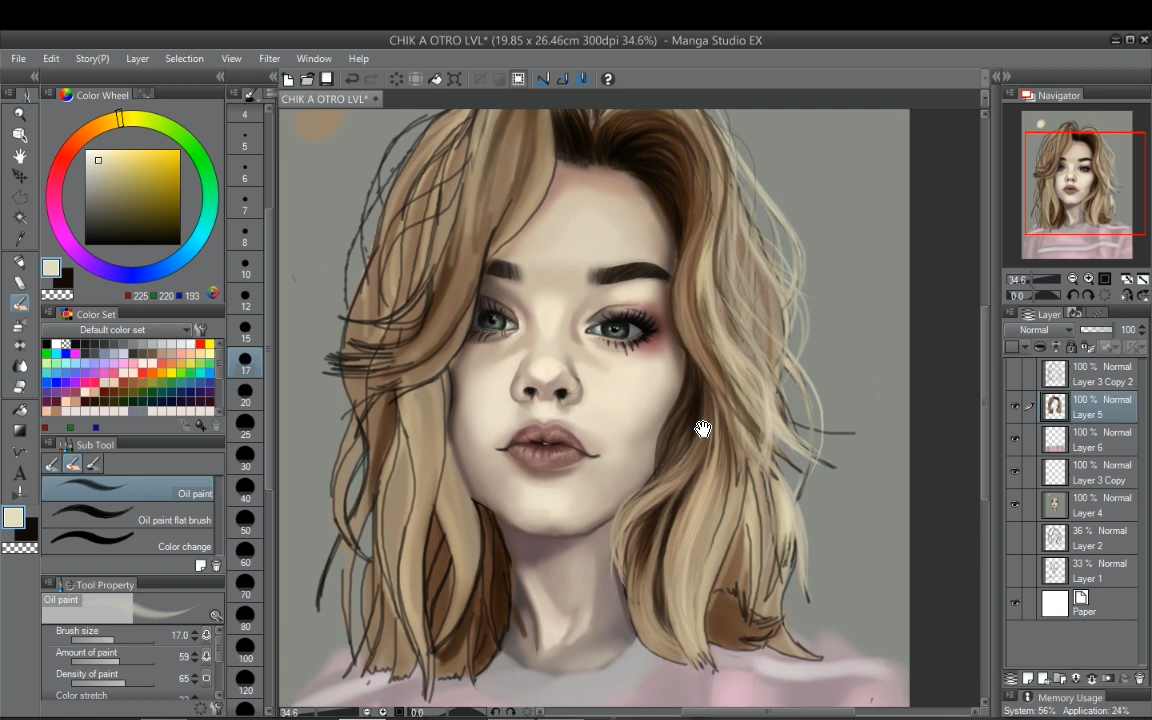 CHIK A OTRO LVL* (19.85 x 26.46cm 300dpi 34.6%) - Manga Studio EX
File Edit Story(P) Layer Selection View Filter Window Help
Color Wheel
CHIK A OTRO LVL*
Navigator
4
5
6
7
8
10
12
15
17
20
25
30
40
50
60
70
80
100
120
225 220 193
Color Set
Default color set
Sub Tool
Oil paint
Oil paint flat brush
Color change
Tool Property
Oil paint
Brush size 17.0
Amount of paint 59
Density of paint 65
Color stretch
34.6 0.0
34.6
0.0
Layer
Normal 100
100 % Normal
Layer 3 Copy 2
100 % Normal
Layer 5
100 % Normal
Layer 6
100 % Normal
Layer 3 Copy
100 % Normal
Layer 4
36 % Normal
Layer 2
33 % Normal
Layer 1
Paper
Memory Usage
System: 56% Application: 24%